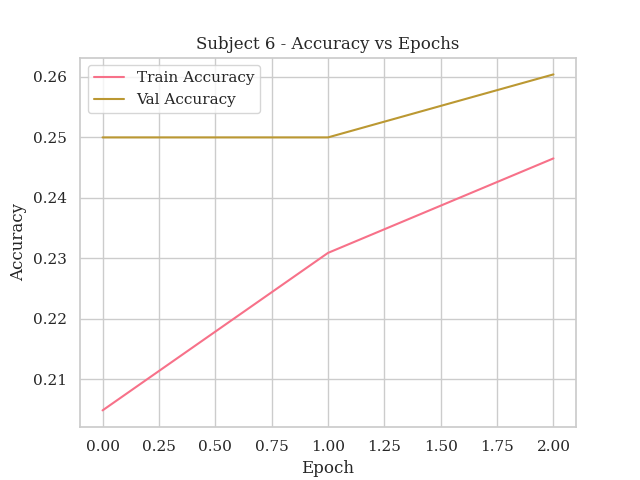 Subject 6 - Accuracy vs Epochs
Train Accuracy
Val Accuracy
0.26
0.25
0.24
0.23
0.22
0.21
Accuracy
0.00 0.25 0.50 0.75 1.00 1.25 1.50 1.75 2.00
Epoch